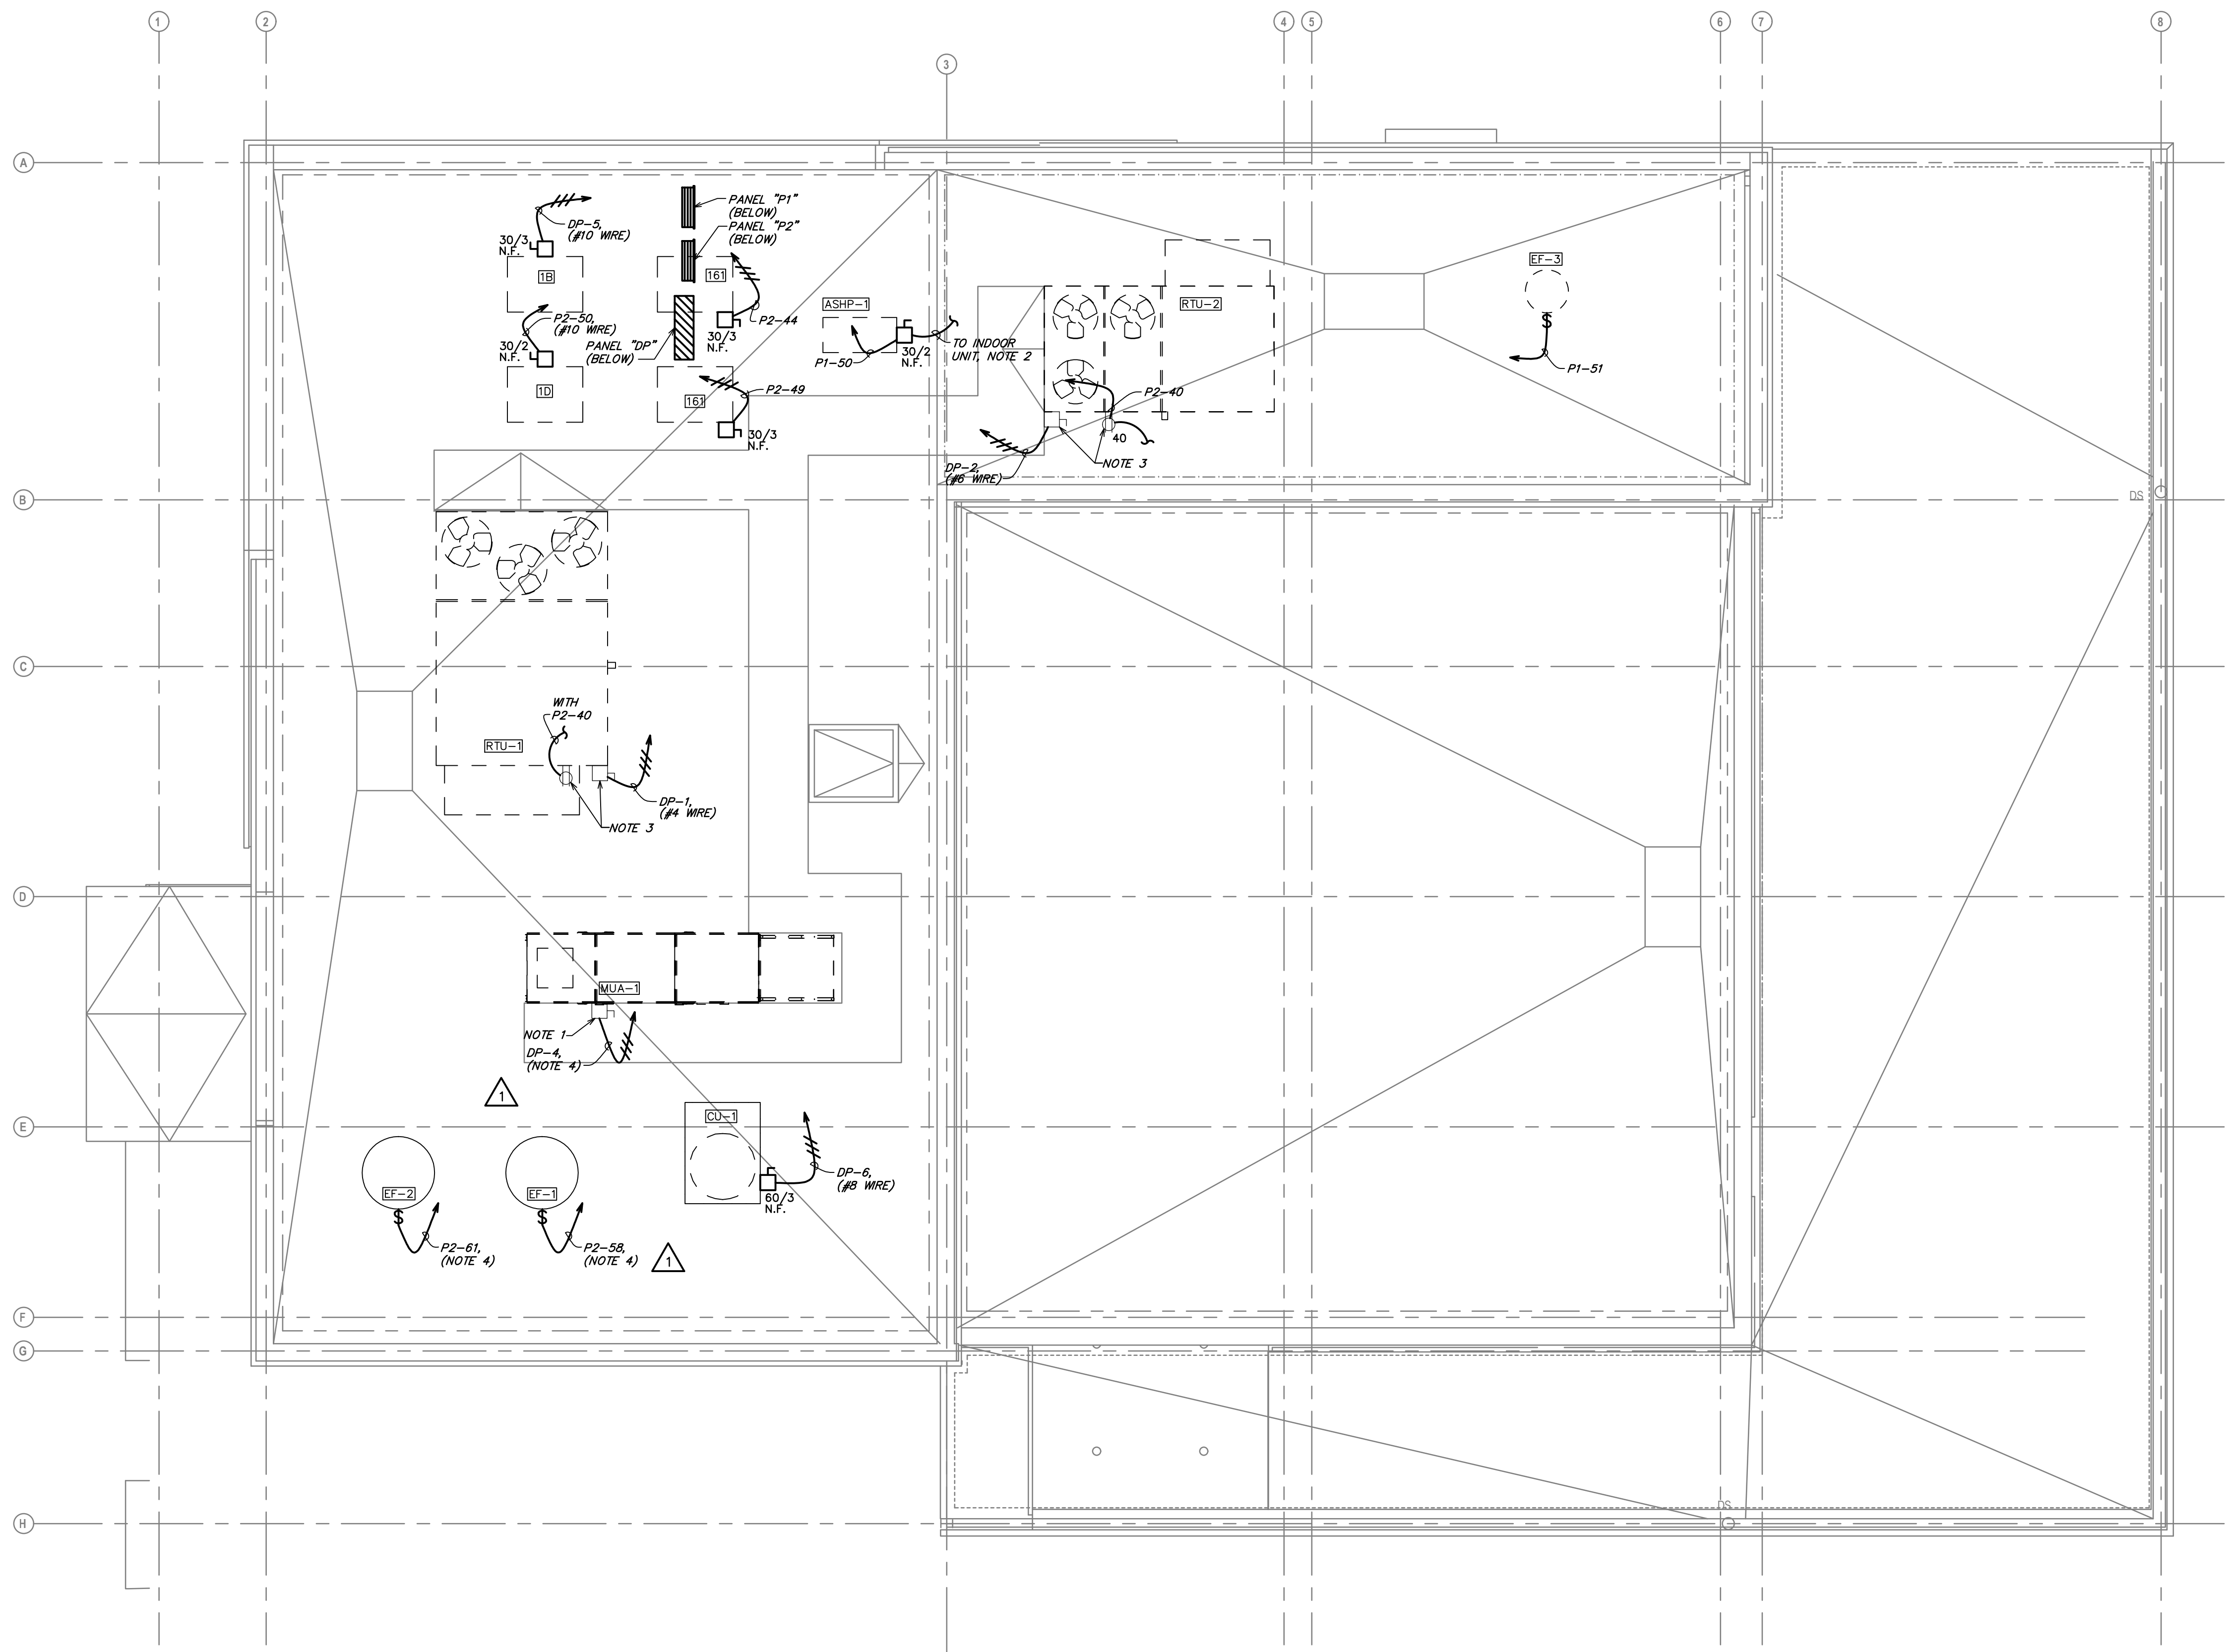 1
2
3
4
5
6
7
8
A
B
C
D
E
F
G
H
DP-5,
(#10 WIRE)
30/3
N.F.
1B
P2-50,
(#10 WIRE)
30/2
N.F.
1D
PANEL "P1"
(BELOW)
PANEL "P2"
(BELOW)
161
P2-44
30/3
N.F.
PANEL "DP"
(BELOW)
161
P2-49
30/3
N.F.
ASHP-1
P1-50
30/2
N.F.
TO INDOOR
UNIT, NOTE 2
RTU-2
P2-40
40
NOTE 3
DP-2,
(#6 WIRE)
EF-3
P1-51
DS
WITH
P2-40
RTU-1
DP-1,
(#4 WIRE)
NOTE 3
MUA-1
NOTE 1
DP-4,
(NOTE 4)
1
CU-1
DP-6,
(#8 WIRE)
60/3
N.F.
EF-2
P2-61,
(NOTE 4)
EF-1
P2-58,
(NOTE 4)
1
DS